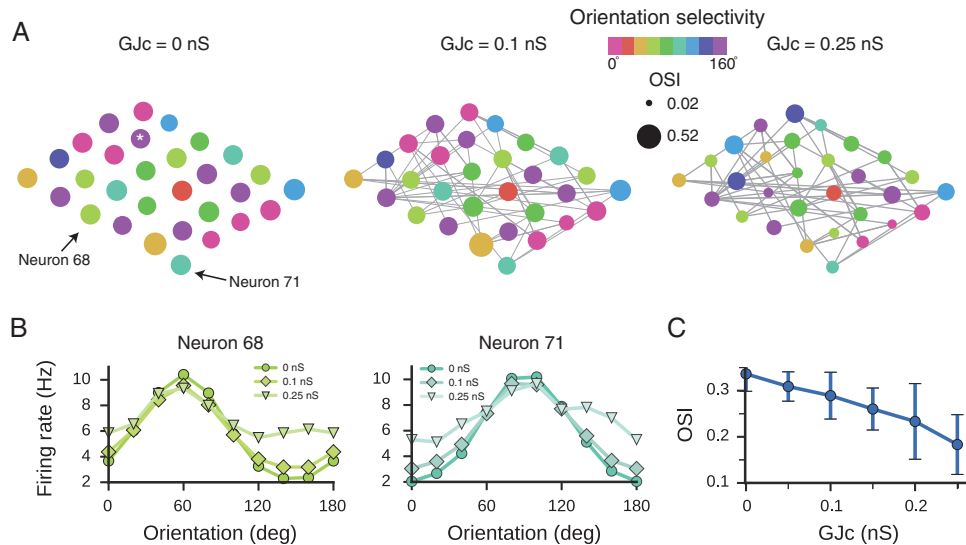 A
Orientation selectivity
GJc = 0 nS
GJc = 0.1 nS
GJc = 0.25 nS
0° 160°
OSI
0.02
0.52
*
Neuron 68
Neuron 71
B
Neuron 68
Neuron 71
C
Firing rate (Hz)
10
8
6
4
2
0 nS
0.1 nS
0.25 nS
0 60 120 180
Orientation (deg)
10
8
6
4
2
0 nS
0.1 nS
0.25 nS
0 60 120 180
Orientation (deg)
OSI
0.3
0.2
0.1
0 0.1 0.2
GJc (nS)